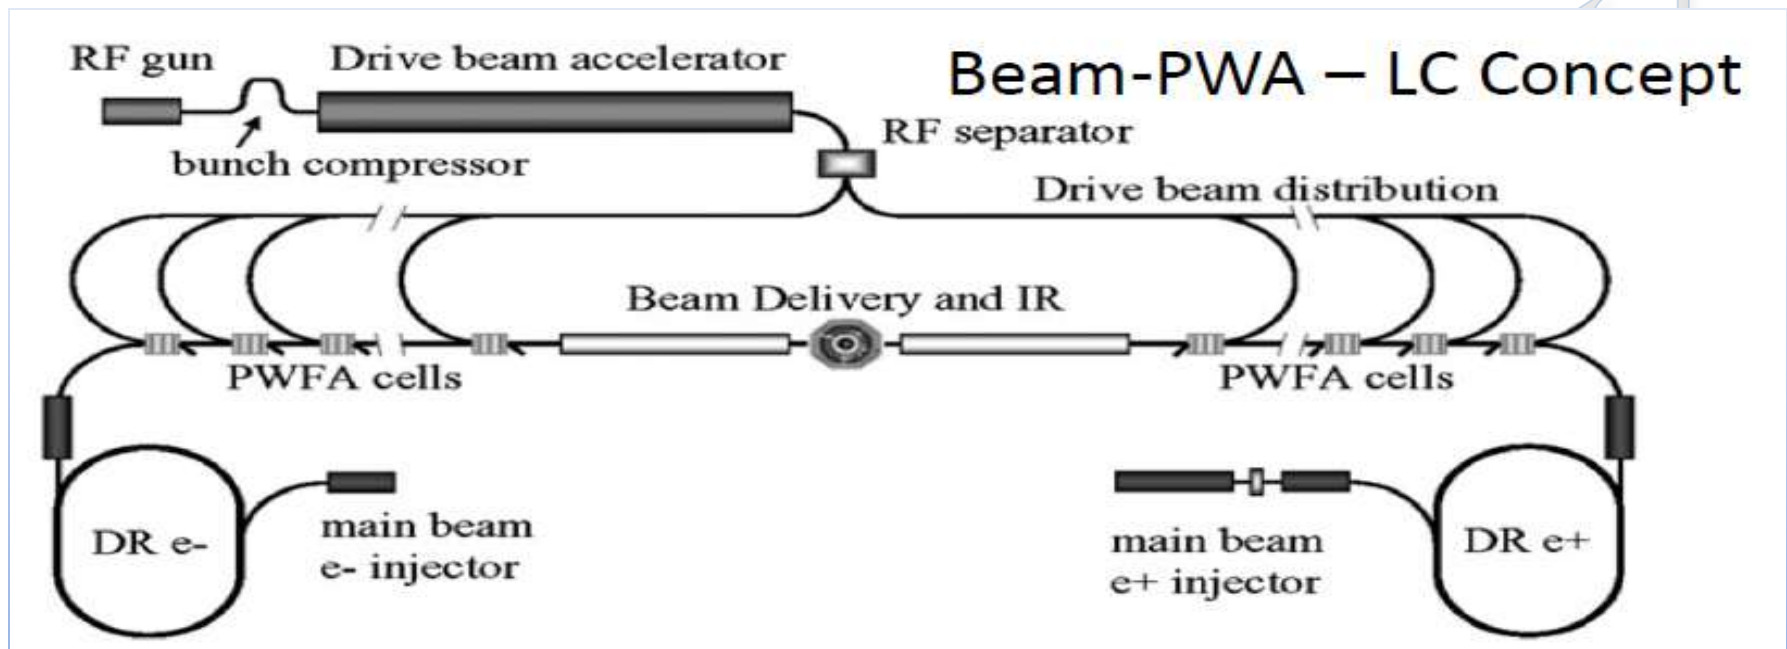 RF gun
Drive beam accelerator
Beam-PWA – LC Concept
RF separator
bunch compressor
Drive beam distribution
Beam Delivery and IR
PWFA cells
PWFA cells
DR e-
main beam
e- injector
main beam
e+ injector
DR e+